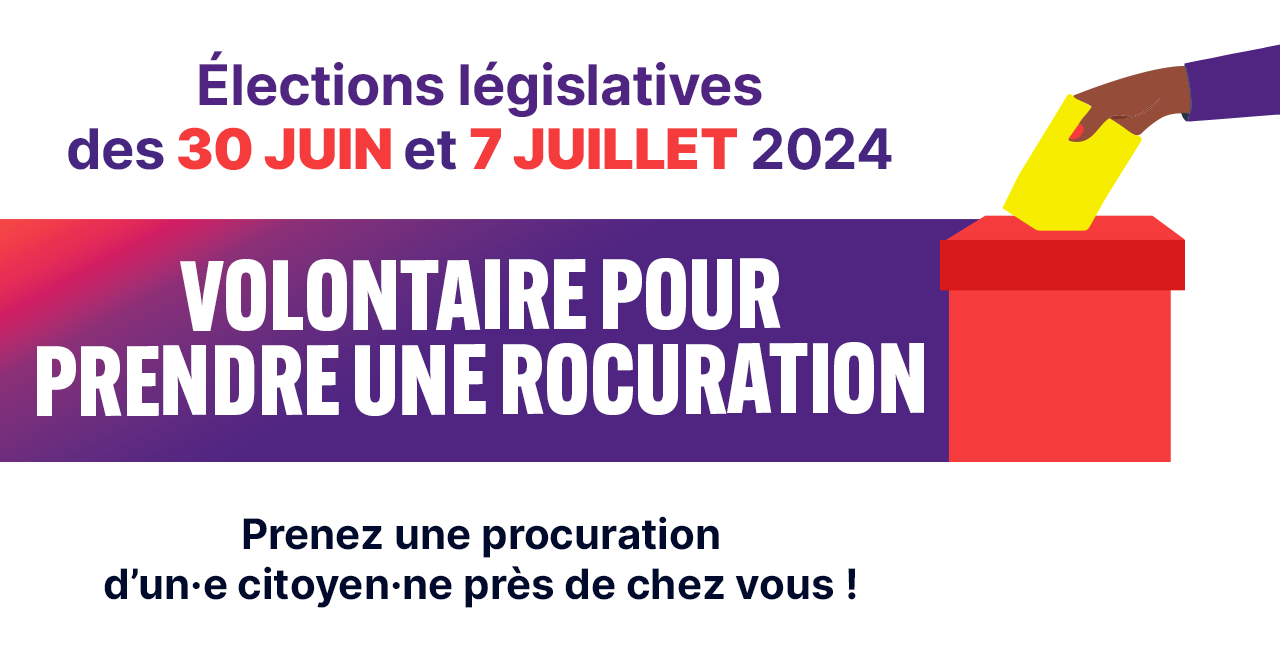 Élections législatives
des 30 JUIN et 7 JUILLET 2024
VOLONTAIRE POUR
PRENDRE UNE ROCURATION
Prenez une procuration
d’un·e citoyen·ne près de chez vous !